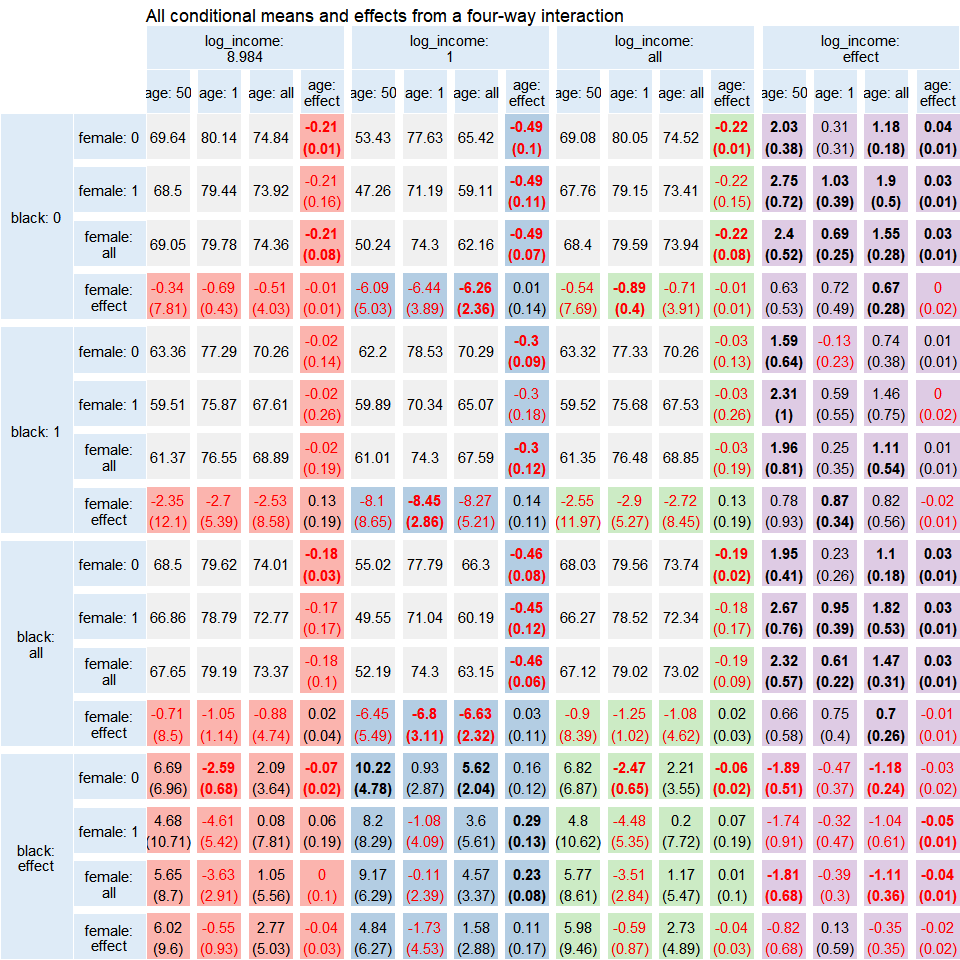 All conditional means and effects from a four-way interaction
log_income: log_income: log_income: log_income:
8.984 1 all effect
age: 50 age: 1 age: all age: age: 50 age: 1 age: all age: age: 50 age: 1 age: all age: age: 50 age: 1 age: all age:
effect effect effect effect
black: 0
female: 0 69.64 80.14 74.84 -0.21 53.43 77.63 65.42 -0.49 69.08 80.05 74.52 -0.22 2.03 0.31 1.18 0.04
(0.01) (0.1) (0.01) (0.38) (0.31) (0.18) (0.01)
female: 1 68.5 79.44 73.92 -0.21 47.26 71.19 59.11 -0.49 67.76 79.15 73.41 -0.22 2.75 1.03 1.9 0.03
(0.16) (0.11) (0.15) (0.72) (0.39) (0.5) (0.01)
female: 69.05 79.78 74.36 -0.21 50.24 74.3 62.16 -0.49 68.4 79.59 73.94 -0.22 2.4 0.69 1.55 0.03
all (0.08) (0.07) (0.08) (0.52) (0.25) (0.28) (0.01)
female: -0.34 -0.69 -0.51 -0.01 -6.09 -6.44 -6.26 0.01 -0.54 -0.89 -0.71 -0.01 0.63 0.72 0.67 0
effect (7.81) (0.43) (4.03) (0.01) (5.03) (3.89) (2.36) (0.14) (7.69) (0.4) (3.91) (0.01) (0.53) (0.49) (0.28) (0.02)
black: 1
female: 0 63.36 77.29 70.26 -0.02 62.2 78.53 70.29 -0.3 63.32 77.33 70.26 -0.03 1.59 -0.13 0.74 0.01
(0.14) (0.09) (0.13) (0.64) (0.23) (0.38) (0.01)
female: 1 59.51 75.87 67.61 -0.02 59.89 70.34 65.07 -0.3 59.52 75.68 67.53 -0.03 2.31 0.59 1.46 0
(0.26) (0.18) (0.26) (1) (0.55) (0.75) (0.02)
female: 61.37 76.55 68.89 -0.02 61.01 74.3 67.59 -0.3 61.35 76.48 68.85 -0.03 1.96 0.25 1.11 0.01
all (0.19) (0.12) (0.19) (0.81) (0.35) (0.54) (0.01)
female: -2.35 -2.7 -2.53 0.13 -8.1 -8.45 -8.27 0.14 -2.55 -2.9 -2.72 0.13 0.78 0.87 0.82 -0.02
effect (12.1) (5.39) (8.58) (0.19) (8.65) (2.86) (5.21) (0.11) (11.97) (5.27) (8.45) (0.19) (0.93) (0.34) (0.56) (0.01)
black:
all
female: 0 68.5 79.62 74.01 -0.18 55.02 77.79 66.3 -0.46 68.03 79.56 73.74 -0.19 1.95 0.23 1.1 0.03
(0.03) (0.08) (0.02) (0.41) (0.26) (0.18) (0.01)
female: 1 66.86 78.79 72.77 -0.17 49.55 71.04 60.19 -0.45 66.27 78.52 72.34 -0.18 2.67 0.95 1.82 0.03
(0.17) (0.12) (0.17) (0.76) (0.39) (0.53) (0.01)
female: 67.65 79.19 73.37 -0.18 52.19 74.3 63.15 -0.46 67.12 79.02 73.02 -0.19 2.32 0.61 1.47 0.03
all (0.1) (0.06) (0.09) (0.57) (0.22) (0.31) (0.01)
female: -0.71 -1.05 -0.88 0.02 -6.45 -6.8 -6.63 0.03 -0.9 -1.25 -1.08 0.02 0.66 0.75 0.7 -0.01
effect (8.5) (1.14) (4.74) (0.04) (5.49) (3.11) (2.32) (0.11) (8.39) (1.02) (4.62) (0.03) (0.58) (0.4) (0.26) (0.01)
black:
effect
female: 0 6.69 -2.59 2.09 -0.07 10.22 0.93 5.62 0.16 6.82 -2.47 2.21 -0.06 -1.89 -0.47 -1.18 -0.03
(6.96) (0.68) (3.64) (0.02) (4.78) (2.87) (2.04) (0.12) (6.87) (0.65) (3.55) (0.02) (0.51) (0.37) (0.24) (0.02)
female: 1 4.68 -4.61 0.08 0.06 8.2 -1.08 3.6 0.29 4.8 -4.48 0.2 0.07 -1.74 -0.32 -1.04 -0.05
(10.71) (5.42) (7.81) (0.19) (8.29) (4.09) (5.61) (0.13) (10.62) (5.35) (7.72) (0.19) (0.91) (0.47) (0.61) (0.01)
female: 5.65 -3.63 1.05 0 9.17 -0.11 4.57 0.23 5.77 -3.51 1.17 0.01 -1.81 -0.39 -1.11 -0.04
all (8.7) (2.91) (5.56) (0.1) (6.29) (2.39) (3.37) (0.08) (8.61) (2.84) (5.47) (0.1) (0.68) (0.3) (0.36) (0.01)
female: 6.02 -0.55 2.77 -0.04 4.84 -1.73 1.58 0.11 5.98 -0.59 2.73 -0.04 -0.82 0.13 -0.35 -0.02
effect (9.6) (0.93) (5.03) (0.03) (6.27) (4.53) (2.88) (0.17) (9.46) (0.87) (4.89) (0.03) (0.68) (0.59) (0.35) (0.02)